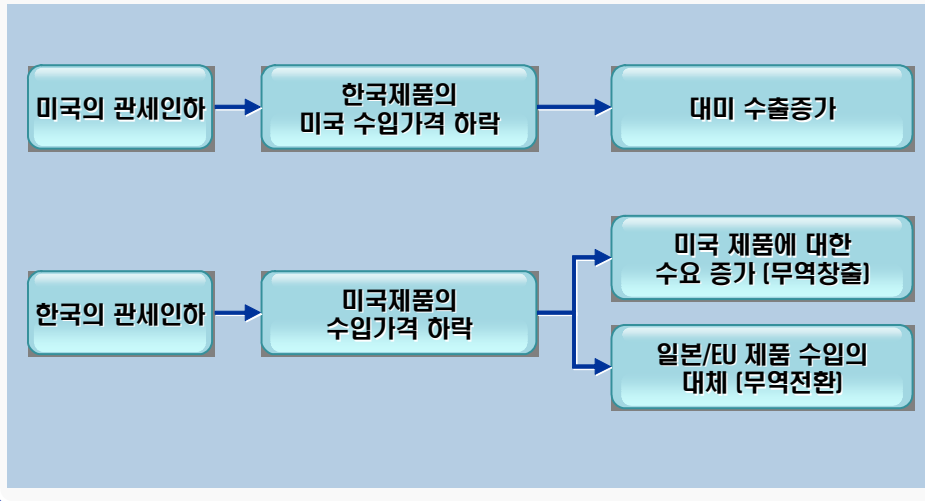 미국의 관세인하
한국제품의
미국 수입가격 하락
대미 수출증가
한국의 관세인하
미국제품의
수입가격 하락
미국 제품에 대한
수요 증가 (무역창출)
일본/EU 제품 수입의
대체 (무역전환)